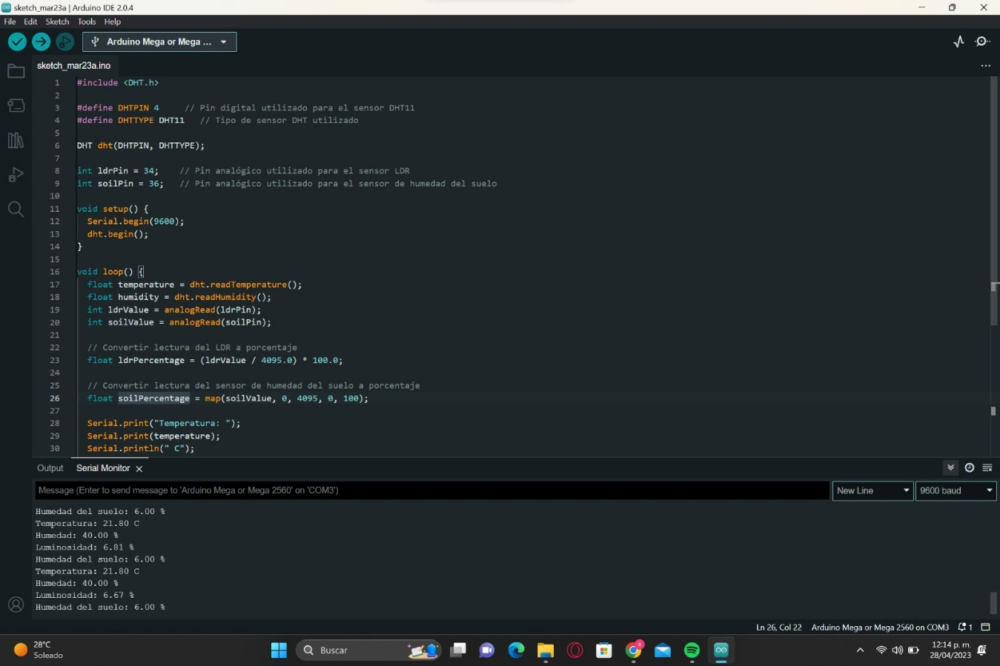 sketch_mar23a | Arduino IDE 2.0.4
File Edit Sketch Tools Help
Arduino Mega or Mega ...
sketch_mar23a.ino
1 #include <DHT.h>
2
3 #define DHTPIN 4     // Pin digital utilizado para el sensor DHT11
4 #define DHTTYPE DHT11   // Tipo de sensor DHT utilizado
5
6 DHT dht(DHTPIN, DHTTYPE);
7
8 int ldrPin = 34;    // Pin analógico utilizado para el sensor LDR
9 int soilPin = 36;   // Pin analógico utilizado para el sensor de humedad del suelo
10
11 void setup() {
12   Serial.begin(9600);
13   dht.begin();
14 }
15
16 void loop() {
17   float temperature = dht.readTemperature();
18   float humidity = dht.readHumidity();
19   int ldrValue = analogRead(ldrPin);
20   int soilValue = analogRead(soilPin);
21
22   // Convertir lectura del LDR a porcentaje
23   float ldrPercentage = (ldrValue / 4095.0) * 100.0;
24
25   // Convertir lectura del sensor de humedad del suelo a porcentaje
26   float soilPercentage = map(soilValue, 0, 4095, 0, 100);
27
28   Serial.print("Temperatura: ");
29   Serial.print(temperature);
30   Serial.println(" C");
Output Serial Monitor
Message (Enter to send message to 'Arduino Mega or Mega 2560' on 'COM3') New Line 9600 baud
Humedad del suelo: 6.00 %
Temperatura: 21.80 C
Humedad: 40.00 %
Luminosidad: 6.81 %
Humedad del suelo: 6.00 %
Temperatura: 21.80 C
Humedad: 40.00 %
Luminosidad: 6.67 %
Humedad del suelo: 6.00 %
Ln 26, Col 22 Arduino Mega or Mega 2560 on COM3 1
28°C
Soleado
Buscar
12:14 p. m.
28/04/2023